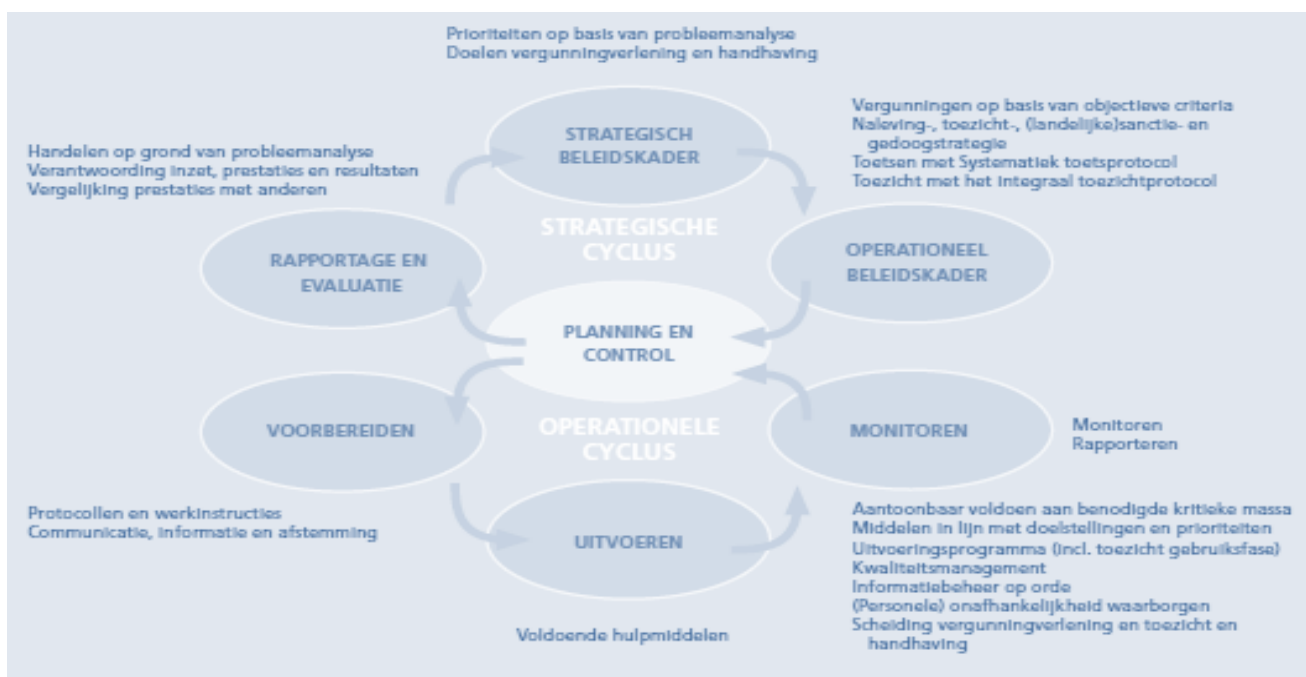 Prioriteiten op basis van probleemanalyse
Doelen vergunningverlening en handhaving
STRATEGISCH
BELEIDSKADER
Vergunningen op basis van objectieve criteria
Naleving-, toezicht-, (landelijke)sanctie- en
gedoogstrategie
Toetsen met Systematiek toetsprotocol
Toezicht met het integraal toezichtprotocol
Handelen op grond van probleemanalyse
Verantwoording inzet, prestaties en resultaten
Vergelijking prestaties met anderen
STRATEGISCHE
CYCLUS
RAPPORTAGE EN
EVALUATIE
OPERATIONEEL
BELEIDSKADER
PLANNING EN
CONTROL
VOORBEREIDEN
OPERATIONELE
CYCLUS
MONITOREN
Monitoren
Rapporteren
Protocollen en werkinstructies
Communicatie, informatie en afstemming
UITVOEREN
Aantoonbaar voldoen aan benodigde kritieke massa
Middelen in lijn met doelstellingen en prioriteiten
Uitvoeringsprogramma (incl. toezicht gebruiksfase)
Kwaliteitsmanagement
Informatiebeheer op orde
(Personele) onafhankelijkheid waarborgen
Scheiding vergunningverlening en toezicht en
handhaving
Voldoende hulpmiddelen